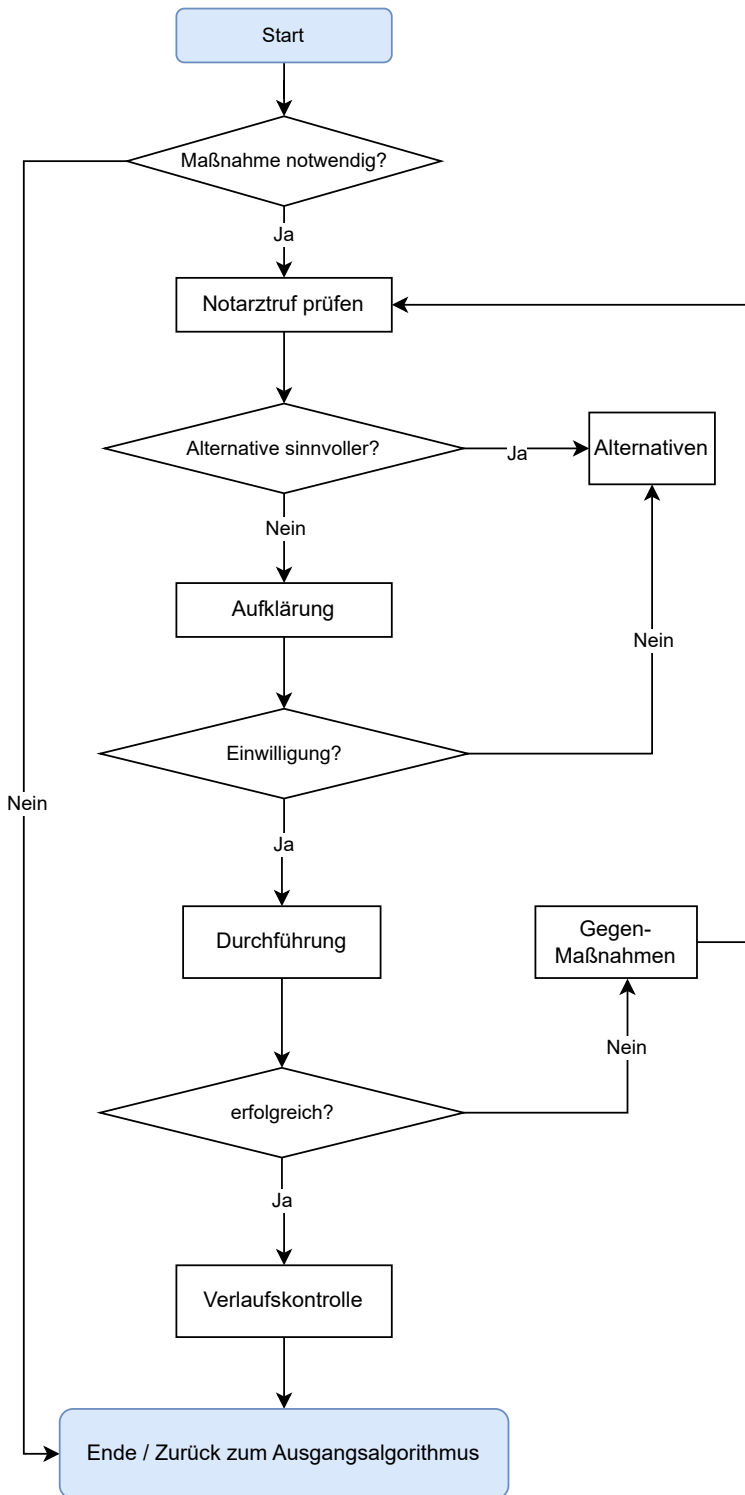 Start
Maßnahme notwendig?
Ja
Notarztruf prüfen
Alternative sinnvoller?
Ja
Alternativen
Nein
Aufklärung
Nein
Einwilligung?
Nein
Ja
Durchführung
Gegen-
Maßnahmen
Nein
erfolgreich?
Ja
Verlaufskontrolle
Ende / Zurück zum Ausgangsalgorithmus